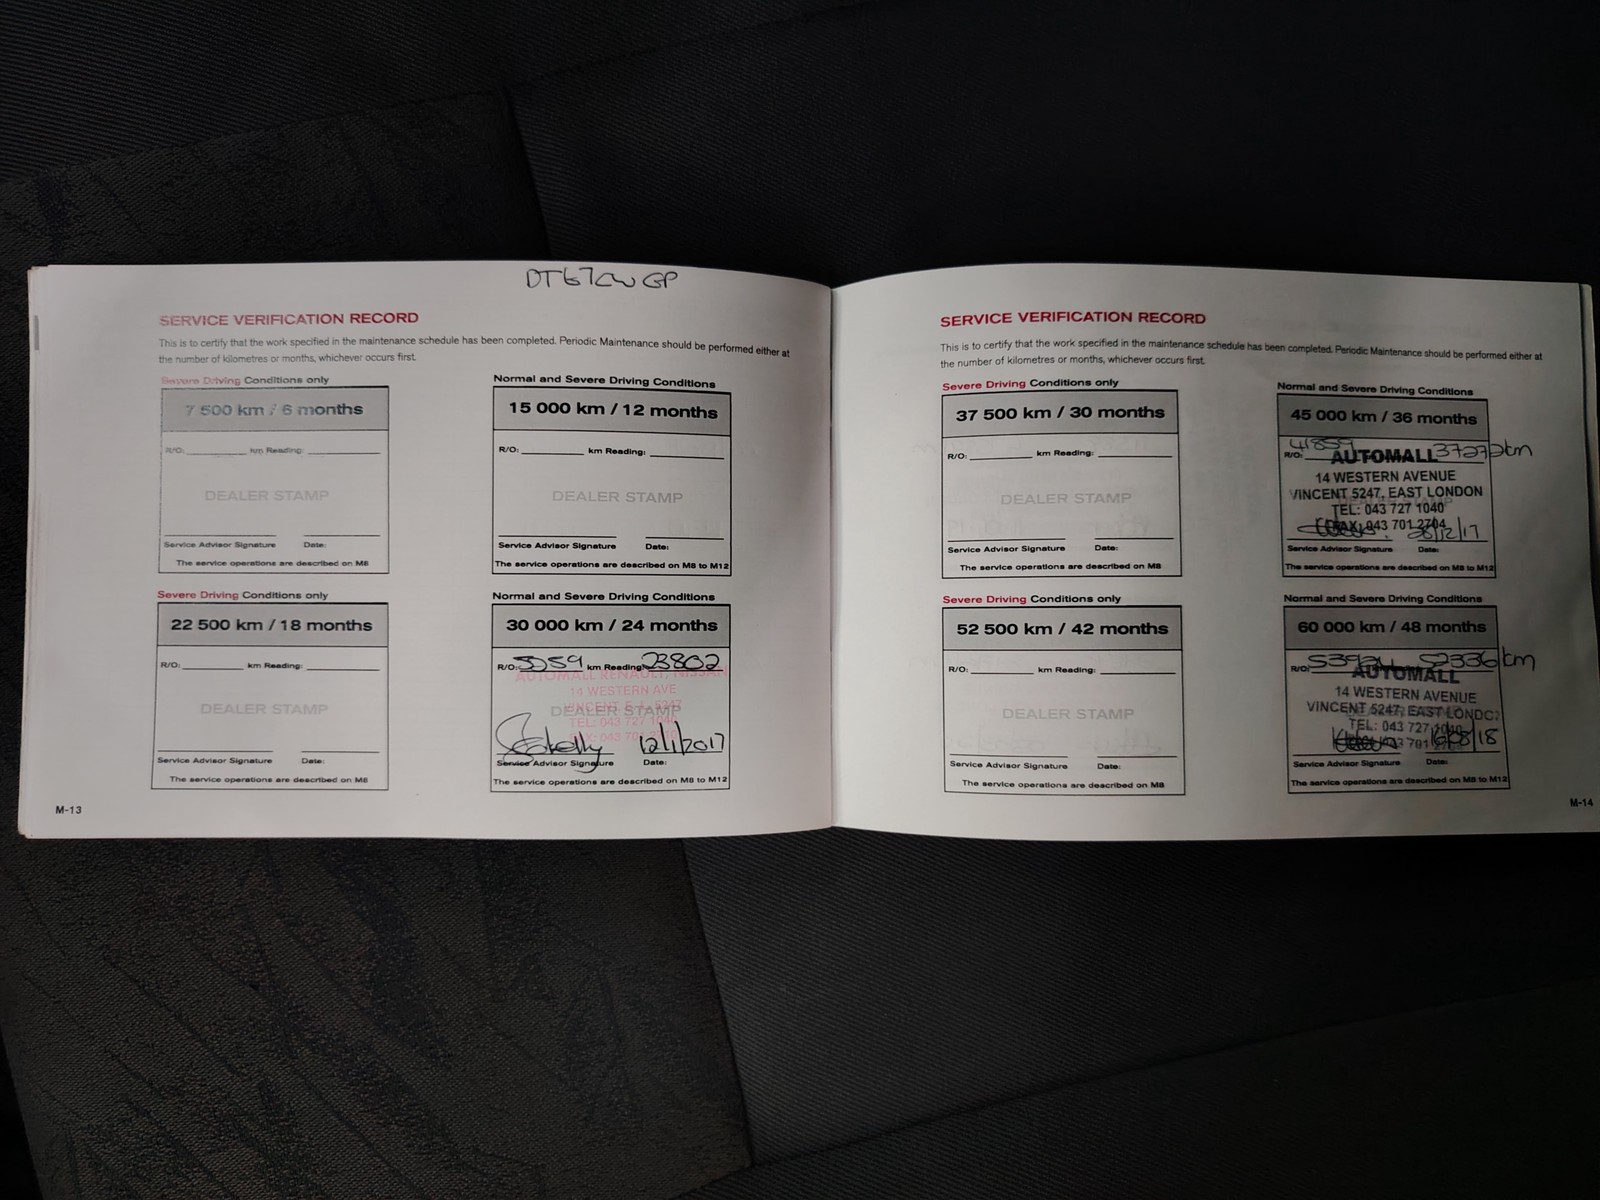 DT67CW GP
SERVICE VERIFICATION RECORD
This is to certify that the work specified in the maintenance schedule has been completed. Periodic Maintenance should be performed either at
the number of kilometres or months, whichever occurs first.
Severe Driving Conditions only
7 500 km / 6 months
R/O: km Reading:
DEALER STAMP
Service Advisor Signature Date:
The service operations are described on M8
Normal and Severe Driving Conditions
15 000 km / 12 months
R/O: km Reading:
DEALER STAMP
Service Advisor Signature Date:
The service operations are described on M8 to M12
Severe Driving Conditions only
22 500 km / 18 months
R/O: km Reading:
DEALER STAMP
Service Advisor Signature Date:
The service operations are described on M8
Normal and Severe Driving Conditions
30 000 km / 24 months
R/O: 5259 km Reading: 23802
AUTOMALL RENAULT, NISSAN
14 WESTERN AVE
DEALER STAMP
TEL: 043 727 1040
12/1/2017
Service Advisor Signature Date:
The service operations are described on M8 to M12
M-13
SERVICE VERIFICATION RECORD
This is to certify that the work specified in the maintenance schedule has been completed. Periodic Maintenance should be performed either at
the number of kilometres or months, whichever occurs first.
Severe Driving Conditions only
37 500 km / 30 months
R/O: km Reading:
DEALER STAMP
Service Advisor Signature Date:
The service operations are described on M8
Normal and Severe Driving Conditions
45 000 km / 36 months
41859 37272km
R/O: AUTOMALL
14 WESTERN AVENUE
VINCENT 5247, EAST LONDON
TEL: 043 727 1040
FAX: 043 701 2704
28/12/17
Service Advisor Signature Date:
The service operations are described on M8 to M12
Severe Driving Conditions only
52 500 km / 42 months
R/O: km Reading:
DEALER STAMP
Service Advisor Signature Date:
The service operations are described on M8
Normal and Severe Driving Conditions
60 000 km / 48 months
R/O: 52336km
AUTOMALL
14 WESTERN AVENUE
VINCENT 5247, EAST LONDON
TEL: 043 727 1040
Service Advisor Signature Date:
The service operations are described on M8 to M12
M-14